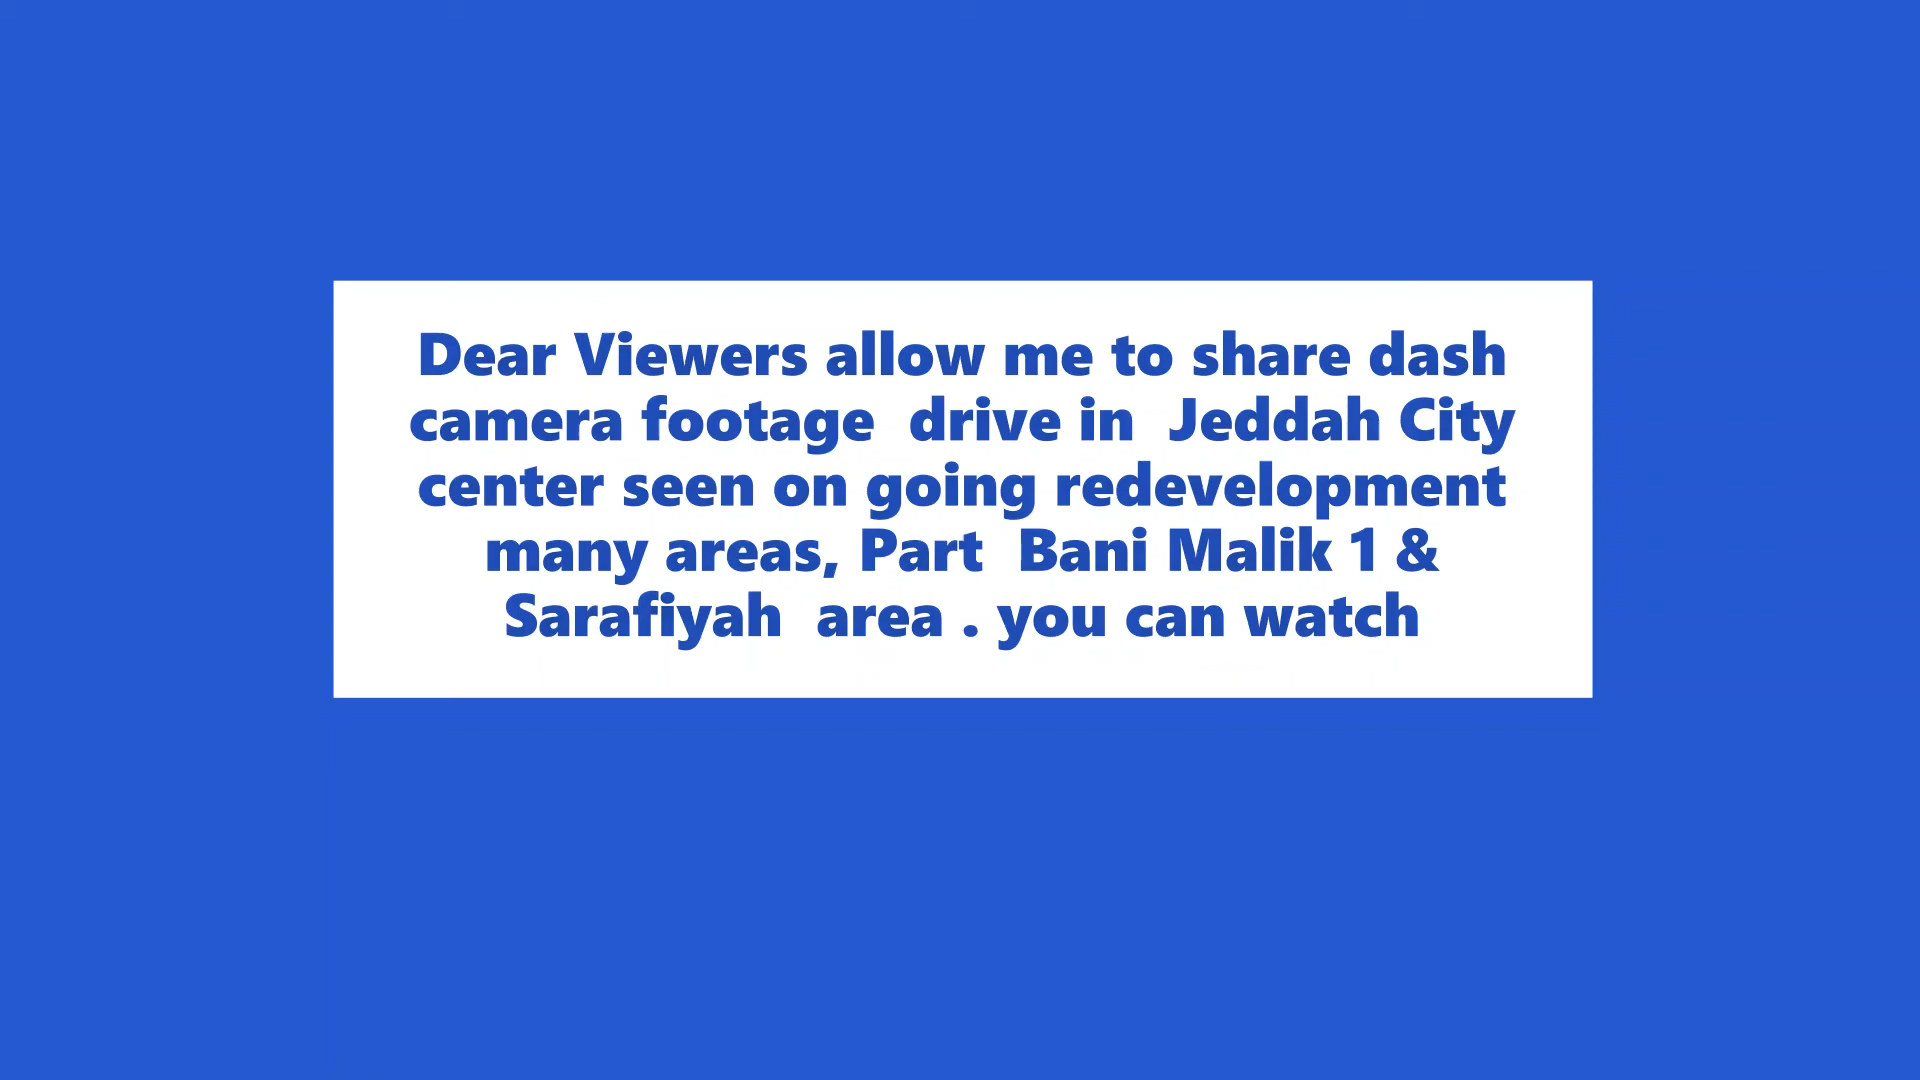 Dear Viewers allow me to share dash
camera footage  drive in  Jeddah City
center seen on going redevelopment
many areas, Part  Bani Malik 1 &
Sarafiyah  area . you can watch